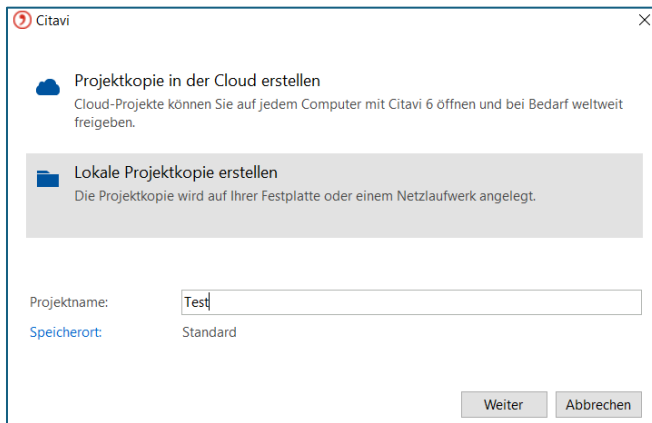 Citavi
Projektkopie in der Cloud erstellen
Cloud-Projekte können Sie auf jedem Computer mit Citavi 6 öffnen und bei Bedarf weltweit
freigeben.
Lokale Projektkopie erstellen
Die Projektkopie wird auf Ihrer Festplatte oder einem Netzlaufwerk angelegt.
Projektname: Test
Speicherort: Standard
Weiter Abbrechen